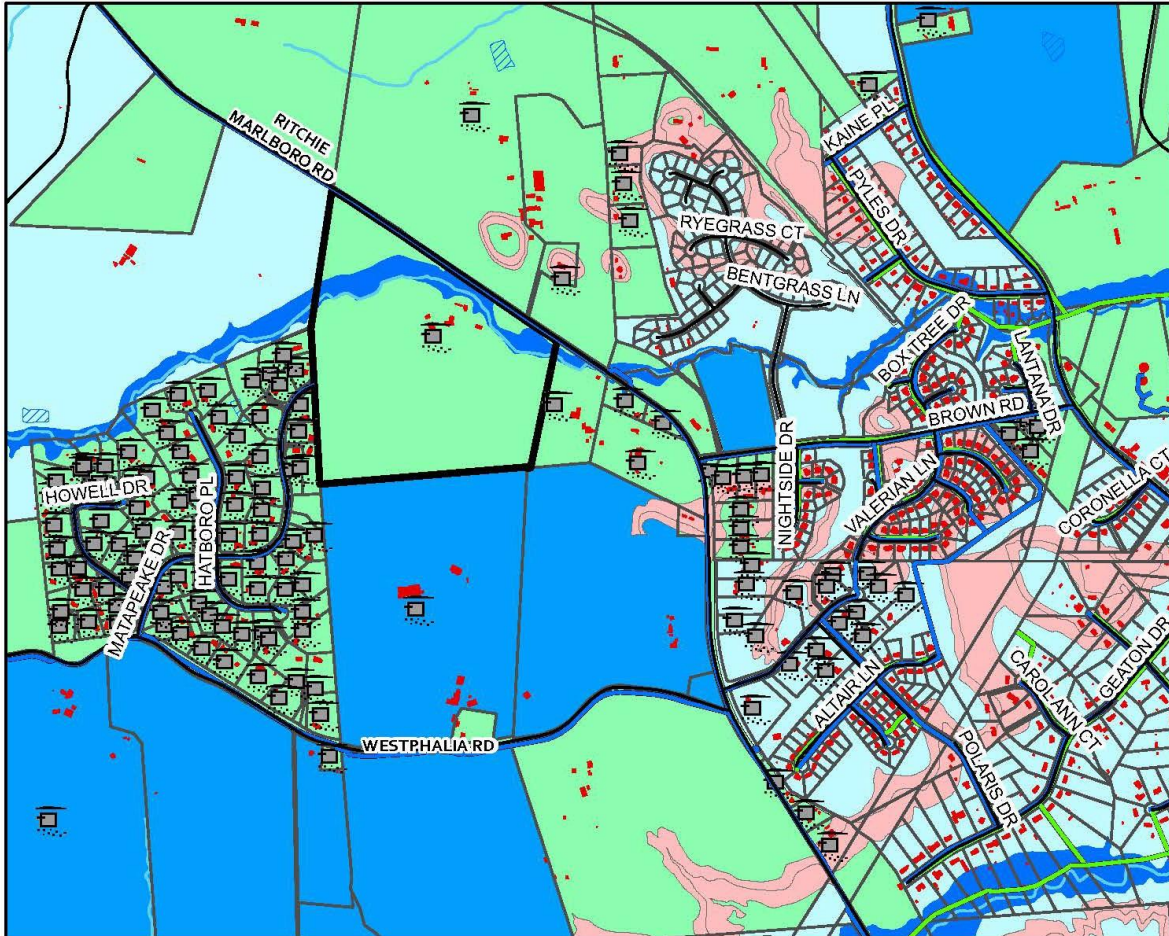 RITCHIE
MARLBORO RD
KAINE PL
PYLES DR
RYEGRASS CT
BENTGRASS LN
BOX TREE DR
LANTANA DR
BROWN RD
NIGHTSIDE DR
VALERIAN LN
CORONELLA CT
HOWELL DR
HATBORO PL
MATAPEAKE DR
ALTAIR LN
CAROL ANN CT
GEATON DR
WESTPHALIA RD
POLARIS DR